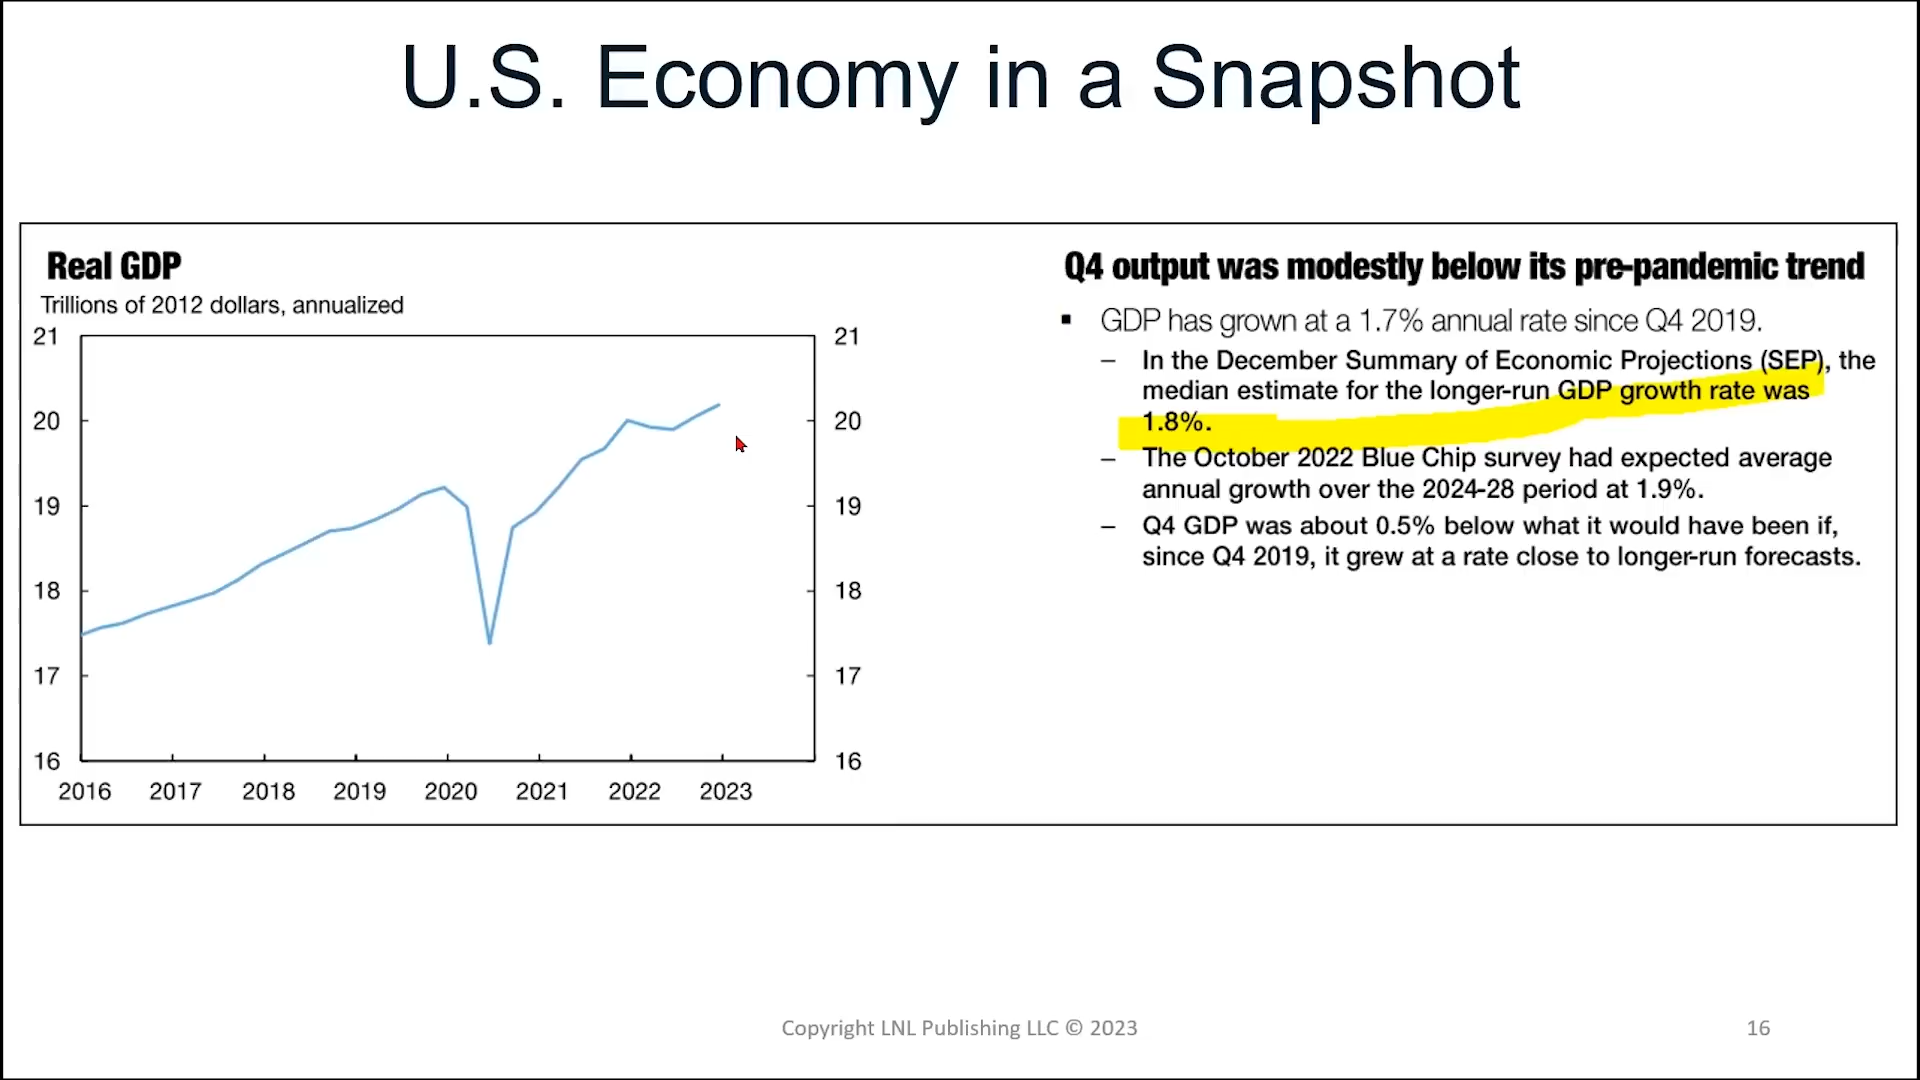 U.S. Economy in a Snapshot
Real GDP
Trillions of 2012 dollars, annualized
21
20
19
18
17
16
21
20
19
18
17
16
2016 2017 2018 2019 2020 2021 2022 2023
Q4 output was modestly below its pre-pandemic trend
▪ GDP has grown at a 1.7% annual rate since Q4 2019.
– In the December Summary of Economic Projections (SEP), the
median estimate for the longer-run GDP growth rate was
1.8%.
– The October 2022 Blue Chip survey had expected average
annual growth over the 2024-28 period at 1.9%.
– Q4 GDP was about 0.5% below what it would have been if,
since Q4 2019, it grew at a rate close to longer-run forecasts.
Copyright LNL Publishing LLC © 2023
16